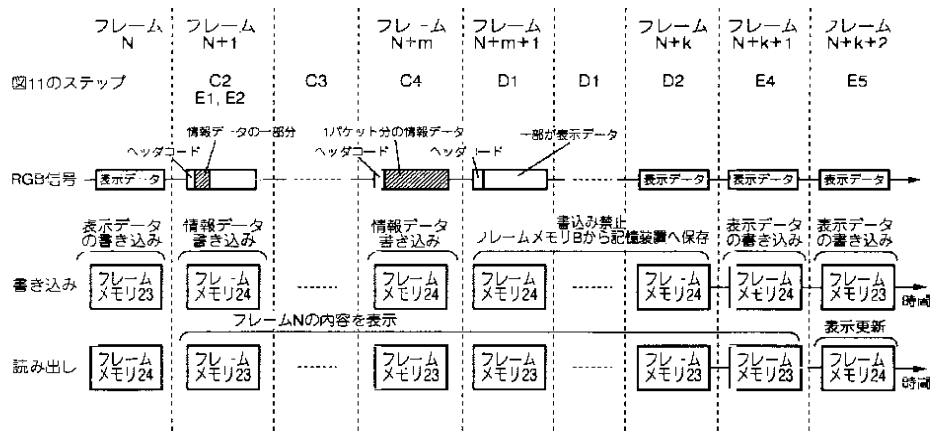 フレーム フレーム フレーム フレーム フレーム フレーム フレーム
N N+1 N+m N+m+1 N+k N+k+1 N+k+2
図11のステップ C2 C3 C4 D1 D1 D2 E4 E5
E1, E2
情報データの一部分 1パケット分の情報データ 一部が表示データ
ヘッダコード ヘッダコード ヘッダコード
RGB信号 表示データ 表示データ 表示データ 表示データ
表示データ 情報データ 情報データ 書込み禁止 表示データ 表示データ
の書き込み 書き込み 書き込み フレームメモリBから記憶装置へ保存 の書き込み の書き込み
書き込み フレーム フレーム フレーム フレーム フレーム フレーム フレーム
メモリ23 メモリ24 メモリ24 メモリ24 メモリ24 メモリ24 メモリ23
時間
フレームNの内容を表示 表示更新
読み出し フレーム フレーム フレーム フレーム フレーム フレーム フレーム
メモリ24 メモリ23 メモリ23 メモリ23 メモリ23 メモリ23 メモリ24
時間